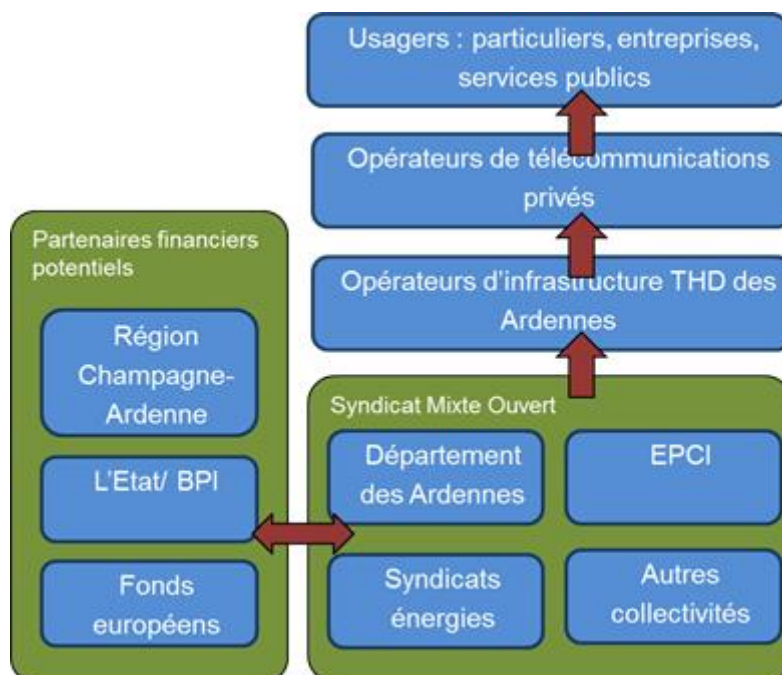 Usagers : particuliers, entreprises,
services publics
Opérateurs de télécommunications
privés
Opérateurs d'infrastructure THD des
Ardennes
Partenaires financiers
potentiels
Région
Champagne-
Ardenne
L'Etat/ BPI
Fonds
européens
Syndicat Mixte Ouvert
Département
des Ardennes
EPCI
Syndicats
énergies
Autres
collectivités